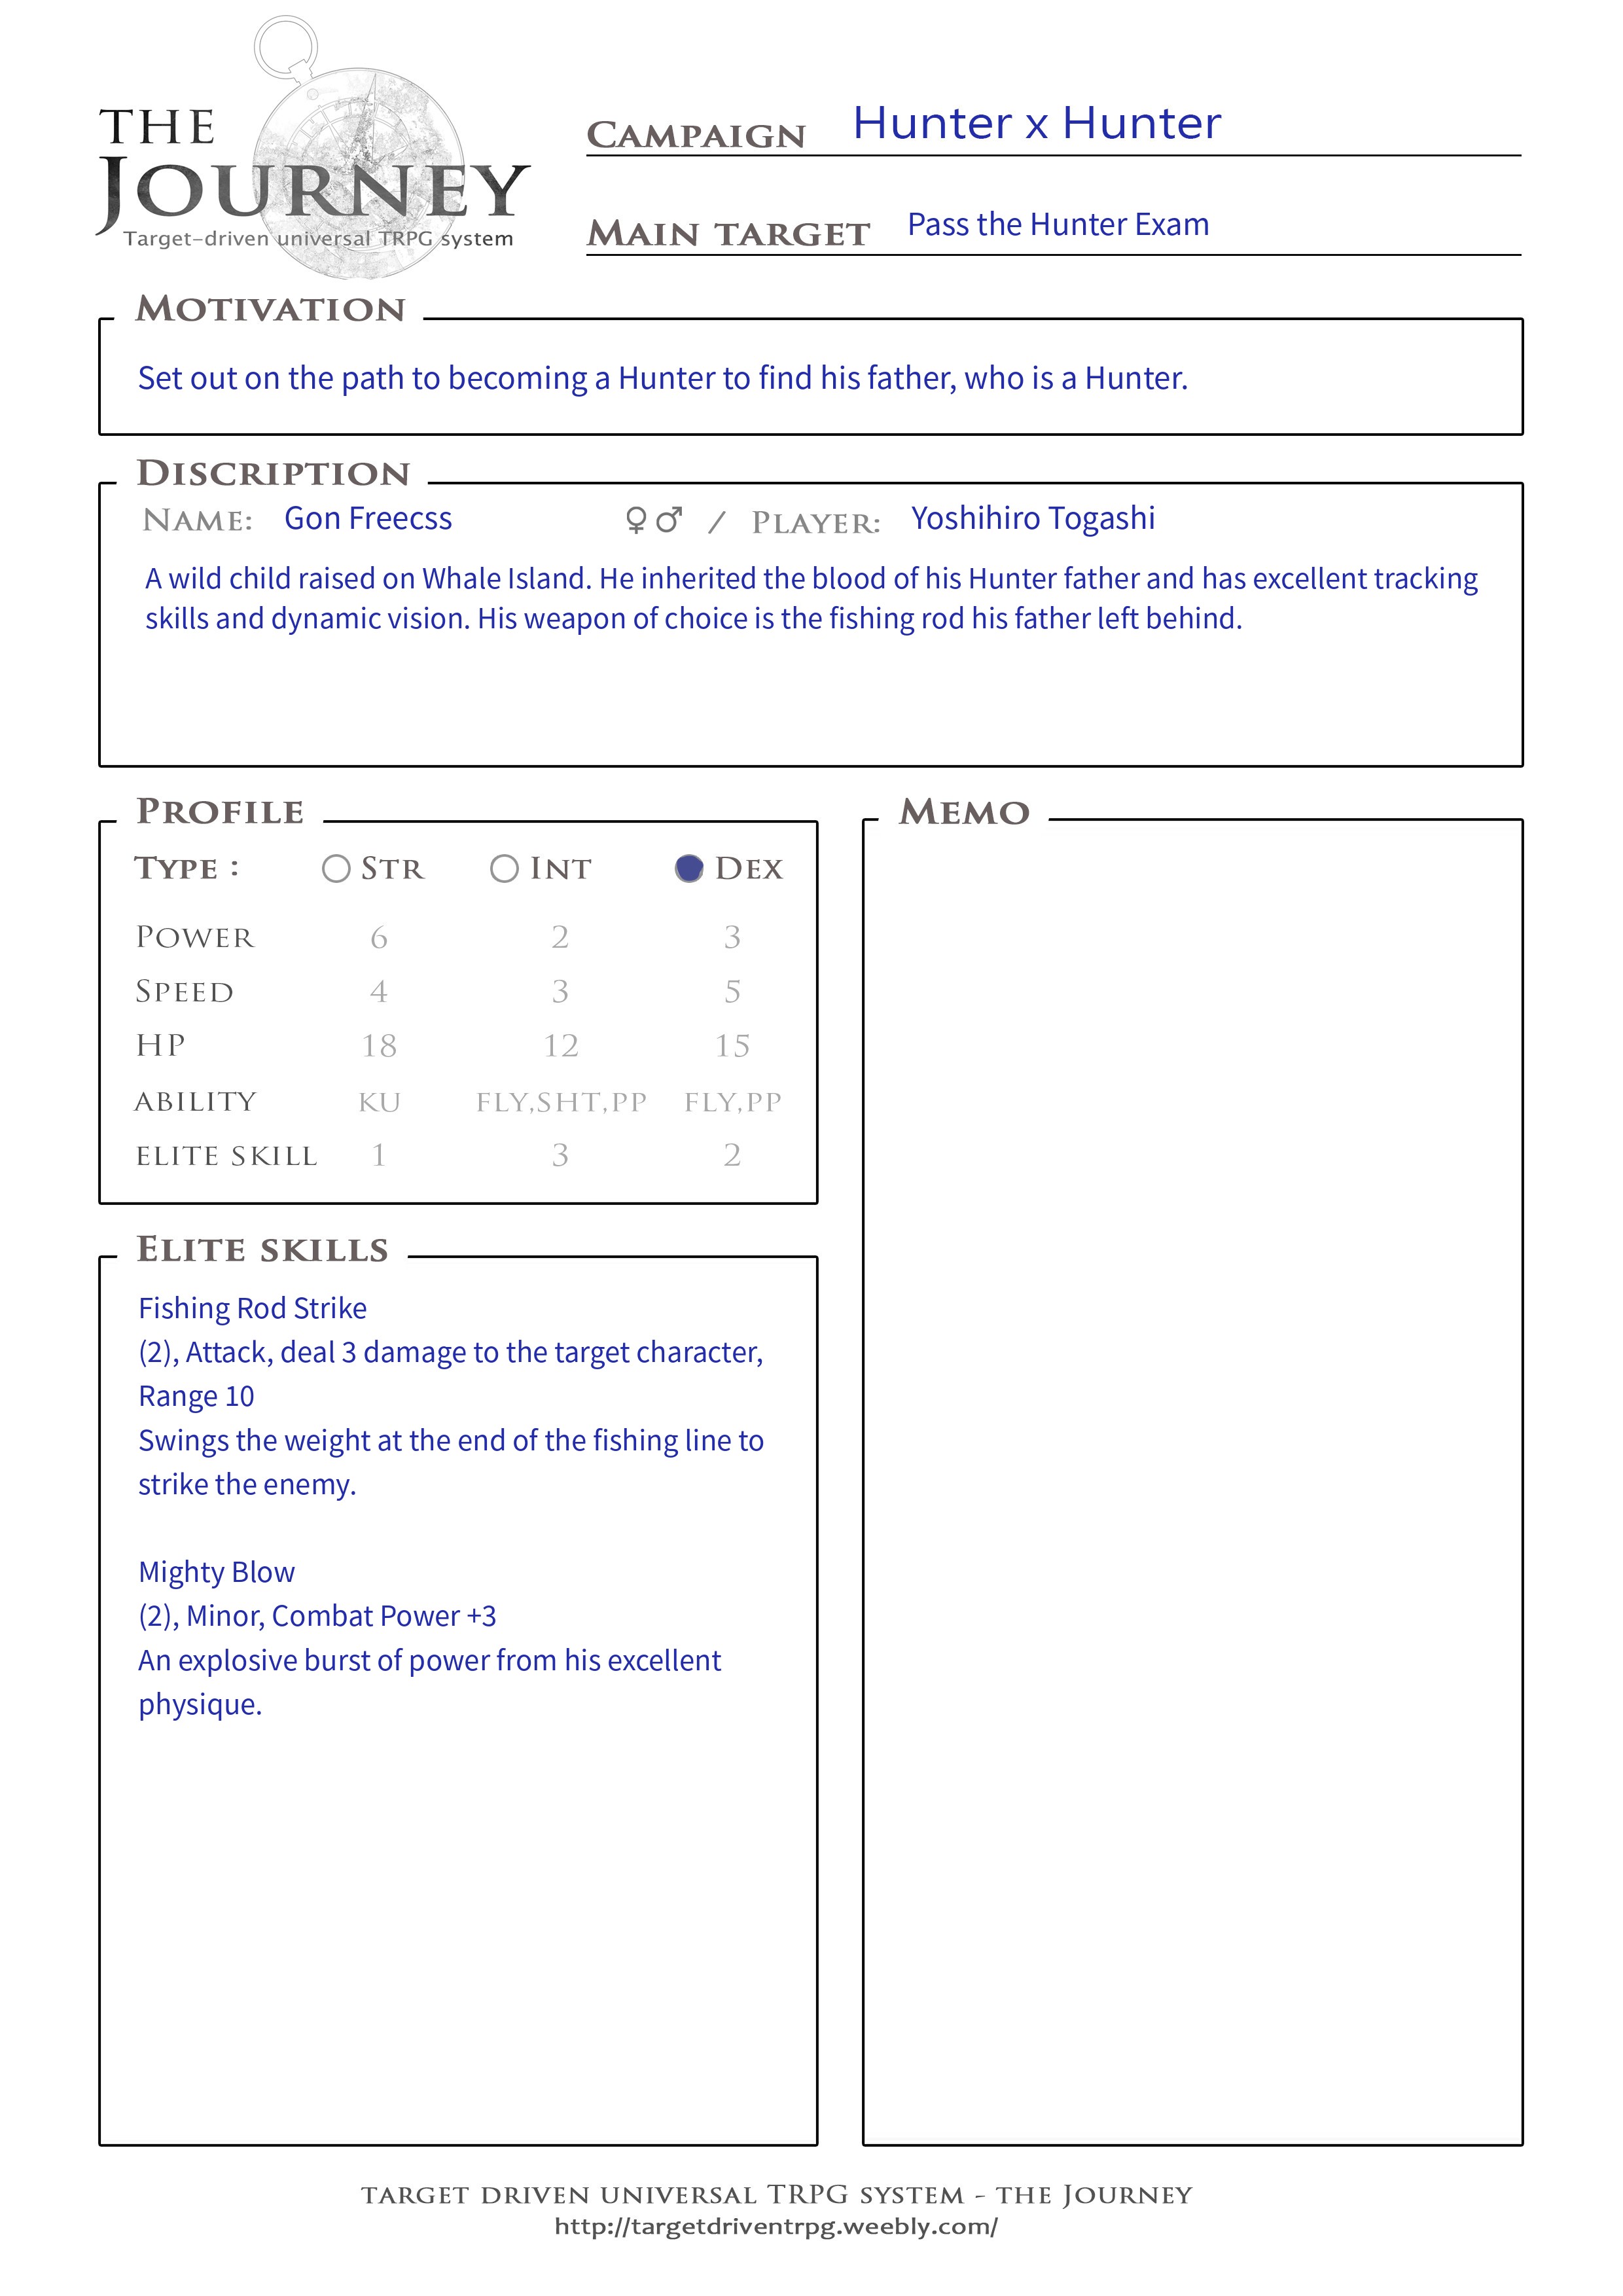 THE
JOURNEY
Target-driven universal TRPG system
CAMPAIGN Hunter x Hunter
MAIN TARGET Pass the Hunter Exam
MOTIVATION
Set out on the path to becoming a Hunter to find his father, who is a Hunter.
DISCRIPTION
NAME: Gon Freecss ♀♂ / PLAYER: Yoshihiro Togashi
A wild child raised on Whale Island. He inherited the blood of his Hunter father and has excellent tracking
skills and dynamic vision. His weapon of choice is the fishing rod his father left behind.
PROFILE
TYPE : STR INT DEX
POWER 6 2 3
SPEED 4 3 5
HP 18 12 15
ABILITY KU FLY,SHT,PP FLY,PP
ELITE SKILL 1 3 2
ELITE SKILLS
Fishing Rod Strike
(2), Attack, deal 3 damage to the target character,
Range 10
Swings the weight at the end of the fishing line to
strike the enemy.
Mighty Blow
(2), Minor, Combat Power +3
An explosive burst of power from his excellent
physique.
MEMO
TARGET DRIVEN UNIVERSAL TRPG SYSTEM - THE JOURNEY
http://targetdriventrpg.weebly.com/